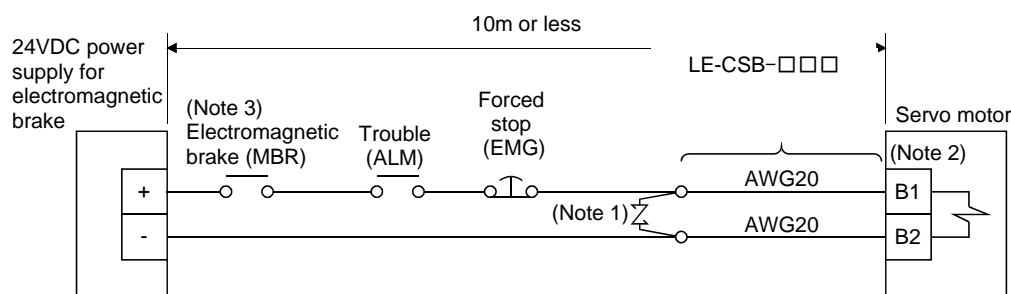 10m or less
24VDC power
supply for
electromagnetic
brake
LE-CSB-□□□
(Note 3)
Electromagnetic
brake (MBR)
Trouble
(ALM)
Forced
stop
(EMG)
Servo motor
(Note 2)
+
AWG20
B1
(Note 1)
-
AWG20
B2